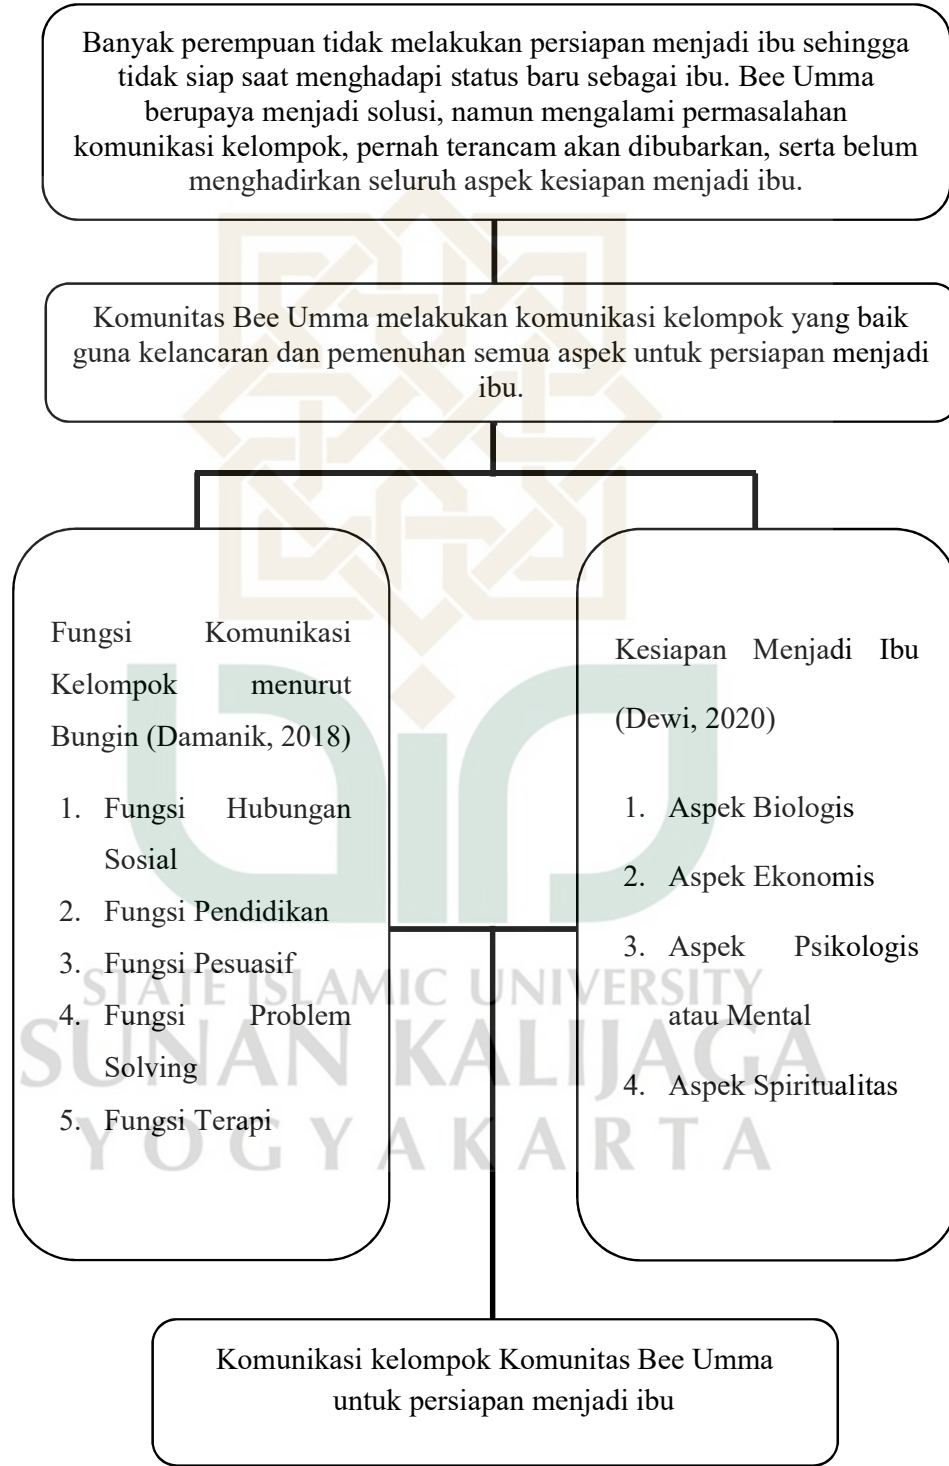 Banyak perempuan tidak melakukan persiapan menjadi ibu sehingga
tidak siap saat menghadapi status baru sebagai ibu. Bee Umma
berupaya menjadi solusi, namun mengalami permasalahan
komunikasi kelompok, pernah terancam akan dibubarkan, serta belum
menghadirkan seluruh aspek kesiapan menjadi ibu.
Komunitas Bee Umma melakukan komunikasi kelompok yang baik
guna kelancaran dan pemenuhan semua aspek untuk persiapan menjadi
ibu.
Fungsi Komunikasi
Kelompok menurut
Bungin (Damanik, 2018)
1. Fungsi Hubungan
Sosial
2. Fungsi Pendidikan
3. Fungsi Pesuasif
4. Fungsi Problem
Solving
5. Fungsi Terapi
Kesiapan Menjadi Ibu
(Dewi, 2020)
1. Aspek Biologis
2. Aspek Ekonomis
3. Aspek Psikologis
atau Mental
4. Aspek Spiritualitas
STATE ISLAMIC UNIVERSITY
SUNAN KALIJAGA
YOGYAKARTA
Komunikasi kelompok Komunitas Bee Umma
untuk persiapan menjadi ibu